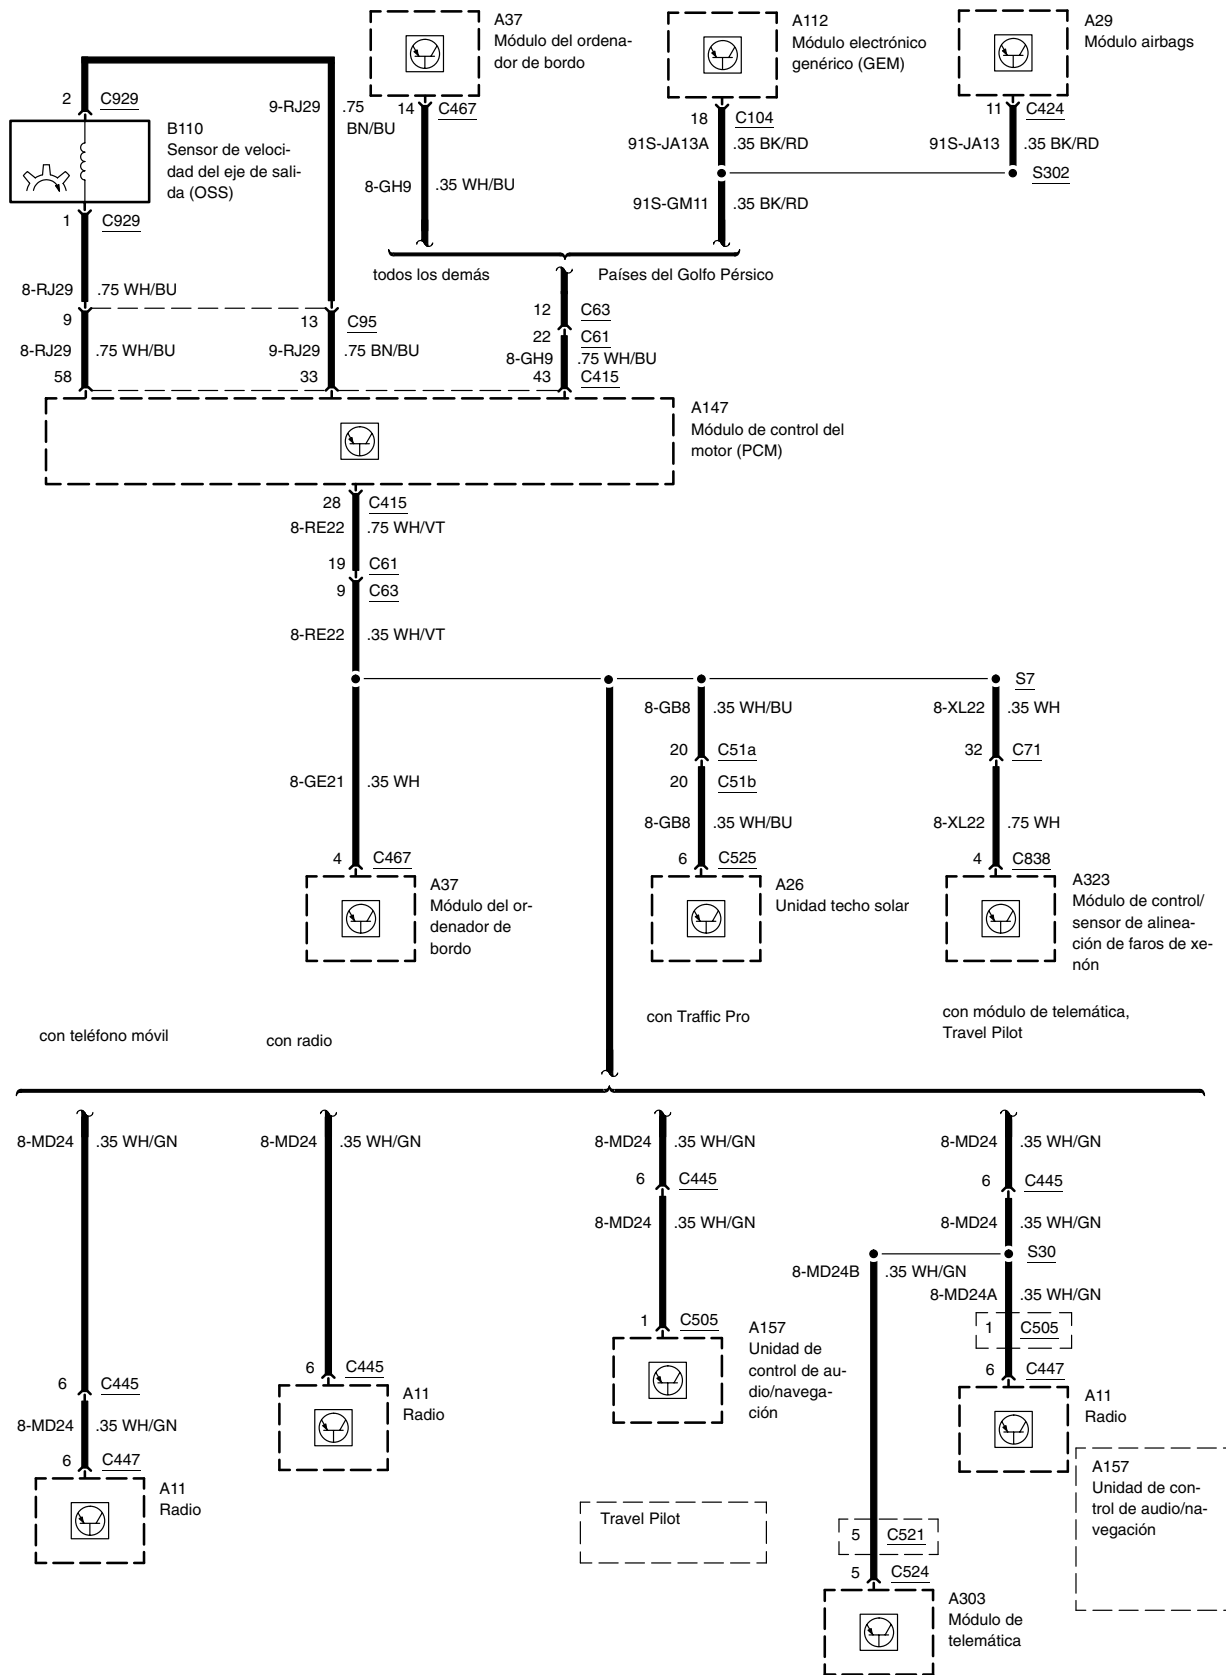 A37
Módulo del ordena-
dor de bordo
A112
Módulo electrónico
genérico (GEM)
A29
Módulo airbags
2 C929
9-RJ29 .75
BN/BU
14 C467
18 C104
11 C424
B110
Sensor de veloci-
dad del eje de sali-
da (OSS)
91S-JA13A .35 BK/RD
91S-JA13 .35 BK/RD
S302
8-GH9 .35 WH/BU
91S-GM11 .35 BK/RD
1 C929
todos los demás
Países del Golfo Pérsico
8-RJ29 .75 WH/BU
12 C63
9
13 C95
22 C61
8-RJ29 .75 WH/BU
9-RJ29 .75 BN/BU
8-GH9 .75 WH/BU
58
33
43 C415
A147
Módulo de control del
motor (PCM)
28 C415
8-RE22 .75 WH/VT
19 C61
9 C63
8-RE22 .35 WH/VT
S7
8-GB8 .35 WH/BU
8-XL22 .35 WH
20 C51a
32 C71
8-GE21 .35 WH
20 C51b
8-GB8 .35 WH/BU
8-XL22 .75 WH
4 C467
6 C525
4 C838
A37
Módulo del or-
denador de
bordo
A26
Unidad techo solar
A323
Módulo de control/
sensor de alinea-
ción de faros de xe-
nón
con teléfono móvil
con radio
con Traffic Pro
con módulo de telemática,
Travel Pilot
8-MD24 .35 WH/GN
8-MD24 .35 WH/GN
8-MD24 .35 WH/GN
8-MD24 .35 WH/GN
6 C445
6 C445
8-MD24 .35 WH/GN
8-MD24 .35 WH/GN
S30
8-MD24B .35 WH/GN
8-MD24A .35 WH/GN
1 C505
1 C505
A157
Unidad de
control de au-
dio/navega-
ción
6 C445
6 C445
6 C447
A11
Radio
A11
Radio
8-MD24 .35 WH/GN
6 C447
A11
Radio
A157
Unidad de con-
trol de audio/na-
vegación
Travel Pilot
5 C521
5 C524
A303
Módulo de
telemática